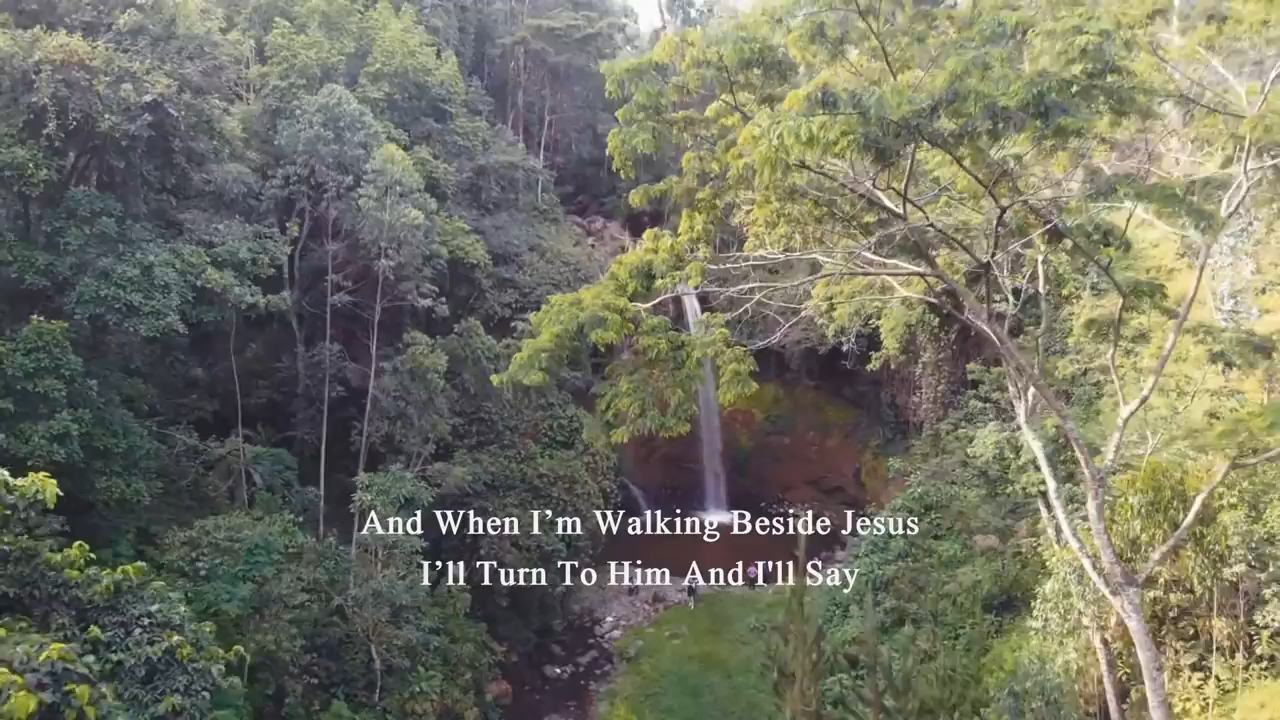 And When I’m Walking Beside Jesus
I’ll Turn To Him And I'll Say